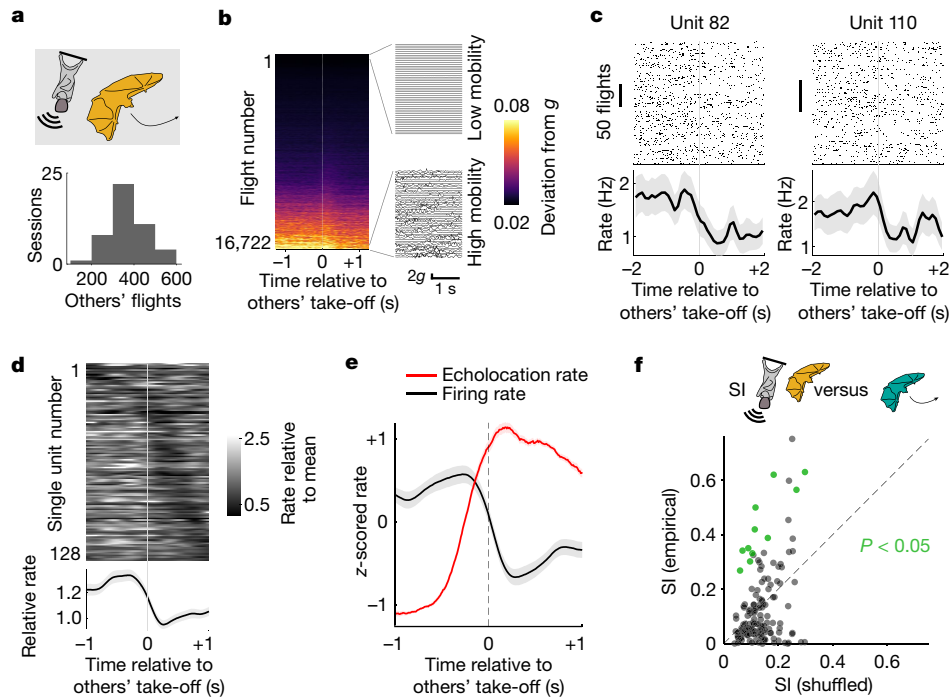 a
25
Sessions
0
200 400 600
Others' flights
b
1
Flight number
16,722
−1 0 +1
Time relative to
others' take-off (s)
Low mobility
High mobility
2g
1 s
0.08
0.02
Deviation from g
c
Unit 82
Unit 110
50 flights
2
1
Rate (Hz)
−2 0 +2
Time relative to
others' take-off (s)
2
1
Rate (Hz)
−2 0 +2
Time relative to
others' take-off (s)
d
1
Single unit number
128
2.5
0.5
Rate relative
to mean
1.2
1.0
Relative rate
−1 0 +1
Time relative to
others' take-off (s)
e
Echolocation rate
Firing rate
+1
0
−1
z-scored rate
−1 0 +1
Time relative to
others' take-off (s)
f
SI versus
0.6
0.4
0.2
0
SI (empirical)
P < 0.05
0 0.2 0.4 0.6
SI (shuffled)